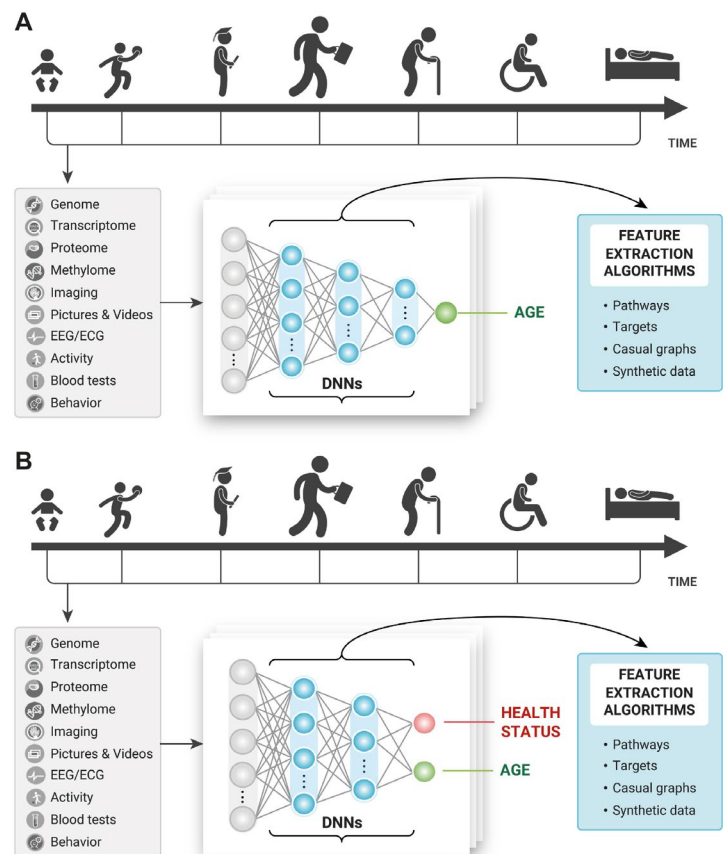 A
TIME
Genome
Transcriptome
Proteome
Methylome
Imaging
Pictures & Videos
EEG/ECG
Activity
Blood tests
Behavior
DNNs
AGE
FEATURE
EXTRACTION
ALGORITHMS
• Pathways
• Targets
• Casual graphs
• Synthetic data
B
TIME
Genome
Transcriptome
Proteome
Methylome
Imaging
Pictures & Videos
EEG/ECG
Activity
Blood tests
Behavior
DNNs
HEALTH
STATUS
AGE
FEATURE
EXTRACTION
ALGORITHMS
• Pathways
• Targets
• Casual graphs
• Synthetic data